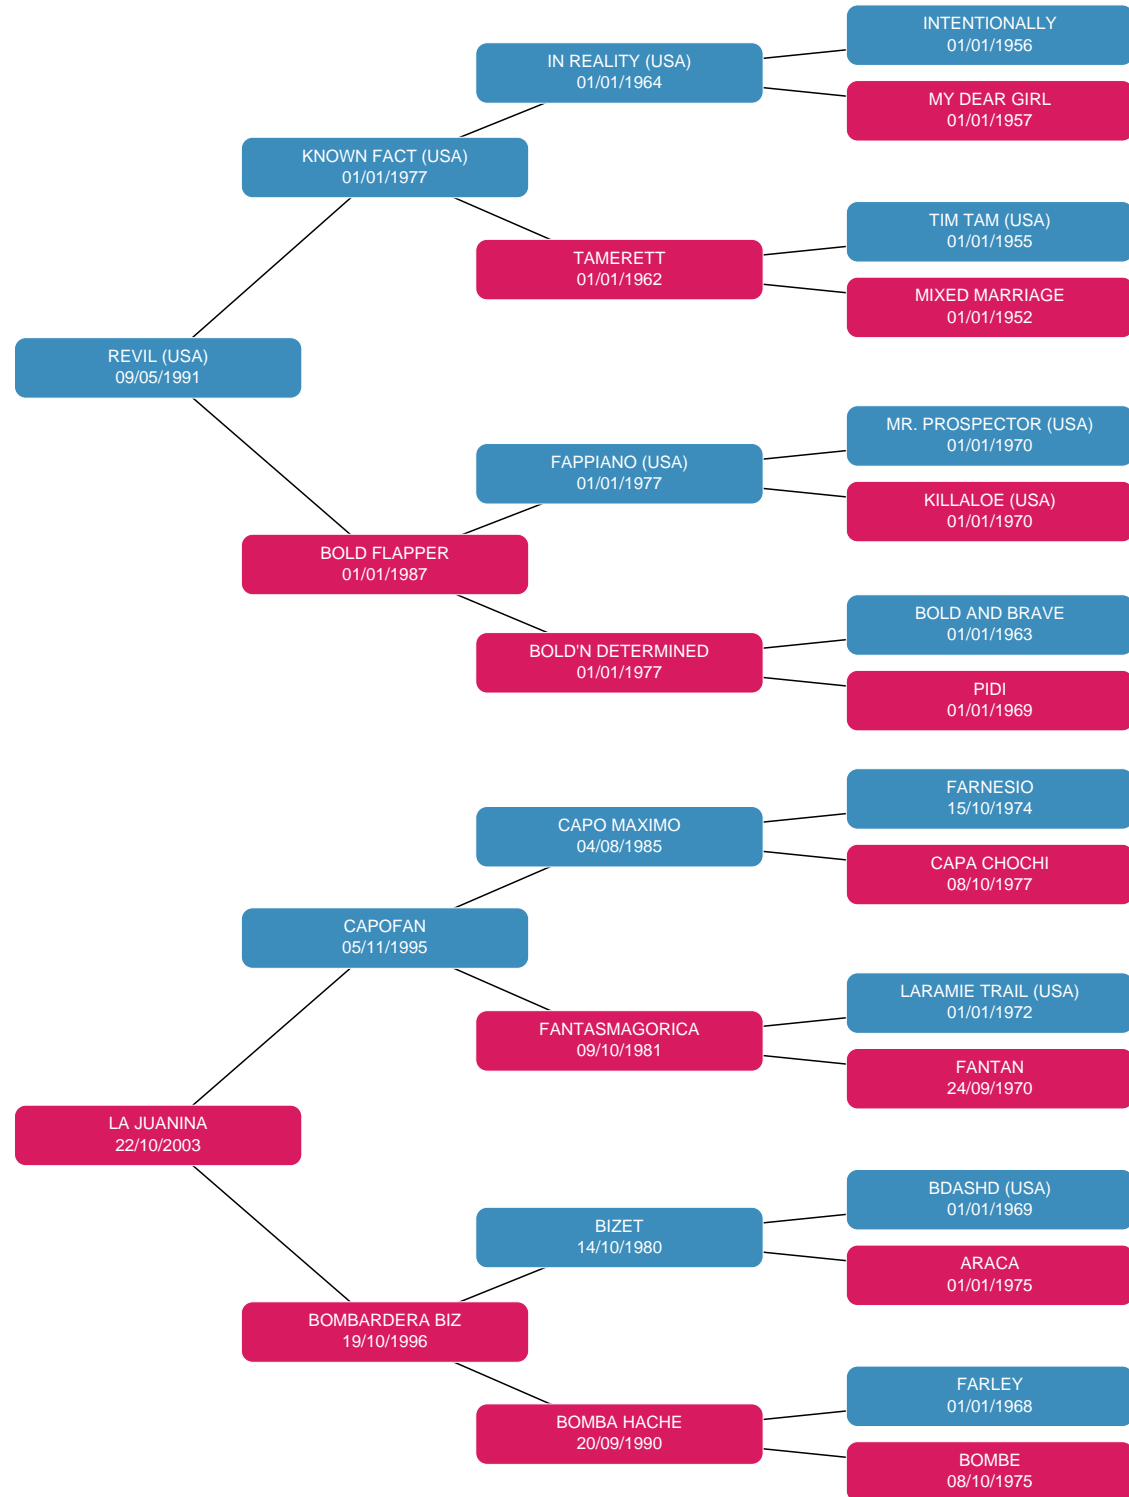 INTENTIONALLY
01/01/1956
IN REALITY (USA)
01/01/1964
MY DEAR GIRL
01/01/1957
KNOWN FACT (USA)
01/01/1977
TIM TAM (USA)
01/01/1955
TAMERETT
01/01/1962
MIXED MARRIAGE
01/01/1952
REVIL (USA)
09/05/1991
MR. PROSPECTOR (USA)
01/01/1970
FAPPIANO (USA)
01/01/1977
KILLALOE (USA)
01/01/1970
BOLD FLAPPER
01/01/1987
BOLD AND BRAVE
01/01/1963
BOLD'N DETERMINED
01/01/1977
PIDI
01/01/1969
FARNESIO
15/10/1974
CAPO MAXIMO
04/08/1985
CAPA CHOCHI
08/10/1977
CAPOFAN
05/11/1995
LARAMIE TRAIL (USA)
01/01/1972
FANTASMAGORICA
09/10/1981
FANTAN
24/09/1970
LA JUANINA
22/10/2003
BDASHD (USA)
01/01/1969
BIZET
14/10/1980
ARACA
01/01/1975
BOMBARDERA BIZ
19/10/1996
FARLEY
01/01/1968
BOMBA HACHE
20/09/1990
BOMBE
08/10/1975